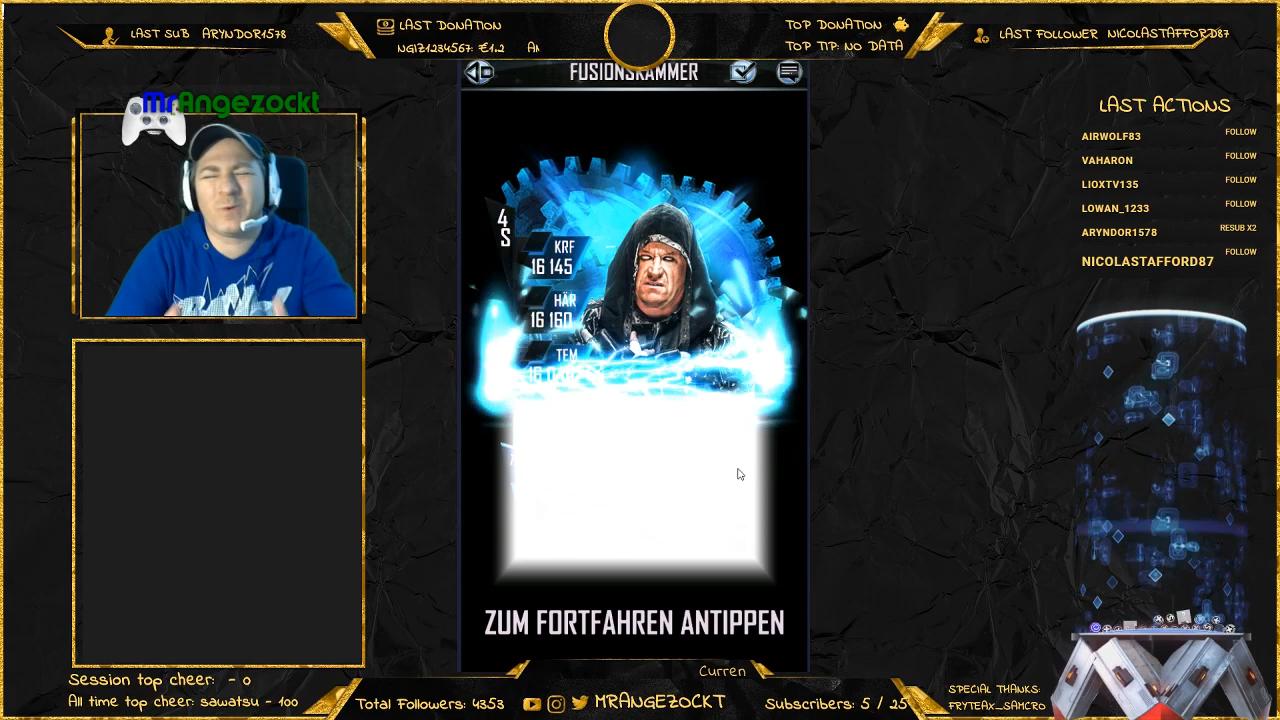 LAST SUB ARYNDOR1578
LAST DONATION
NGIZ1234567: €1.2 AN
TOP DONATION
TOP TIP: NO DATA
LAST FOLLOWER NICOLASTAFFORD87
FUSIONSKAMMER
MrAngezockt
LAST ACTIONS
AIRWOLF83 FOLLOW
VAHARON FOLLOW
LIOXTV135 FOLLOW
LOWAN_1233 FOLLOW
ARYNDOR1578 RESUB X2
NICOLASTAFFORD87 FOLLOW
4
S
KRF
16 145
HÄR
16 160
TEM
ZUM FORTFAHREN ANTIPPEN
Curren
Session top cheer: - 0
All time top cheer: sawatsu - 100
Total Followers: 4353
MRANGEZOCKT
Subscribers: 5 / 25
SPECIAL THANKS:
FRYTEAX_SAMCRO